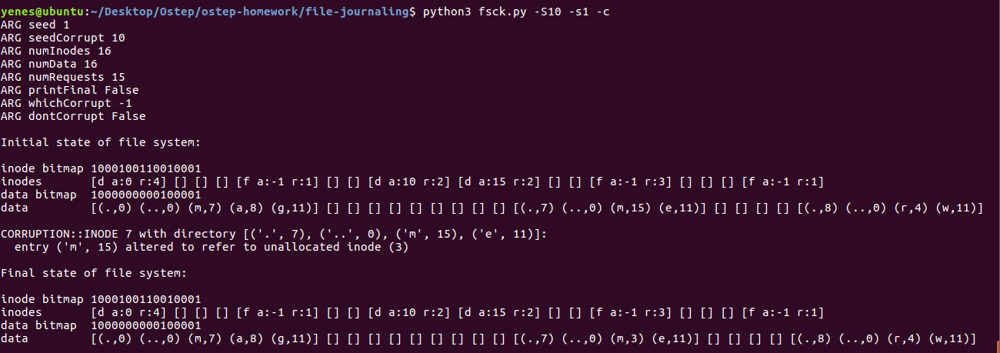 yenes@ubuntu:~/Desktop/Ostep/ostep-homework/file-journaling$ python3 fsck.py -S10 -s1 -c
ARG seed 1
ARG seedCorrupt 10
ARG numInodes 16
ARG numData 16
ARG numRequests 15
ARG printFinal False
ARG whichCorrupt -1
ARG dontCorrupt False
Initial state of file system:
inode bitmap 1000100110010001
inodes [d a:0 r:4] [] [] [] [f a:-1 r:1] [] [] [d a:10 r:2] [d a:15 r:2] [] [] [f a:-1 r:3] [] [] [] [f a:-1 r:1]
data bitmap 1000000000100001
data [(.,0) (..,0) (m,7) (a,8) (g,11)] [] [] [] [] [] [] [] [] [] [(.,7) (..,0) (m,15) (e,11)] [] [] [] [] [(.,8) (..,0) (r,4) (w,11)]
CORRUPTION::INODE 7 with directory [('.', 7), ('..', 0), ('m', 15), ('e', 11)]:
entry ('m', 15) altered to refer to unallocated inode (3)
Final state of file system:
inode bitmap 1000100110010001
inodes [d a:0 r:4] [] [] [] [f a:-1 r:1] [] [] [d a:10 r:2] [d a:15 r:2] [] [] [f a:-1 r:3] [] [] [] [f a:-1 r:1]
data bitmap 1000000000100001
data [(.,0) (..,0) (m,7) (a,8) (g,11)] [] [] [] [] [] [] [] [] [] [(.,7) (..,0) (m,3) (e,11)] [] [] [] [] [(.,8) (..,0) (r,4) (w,11)]